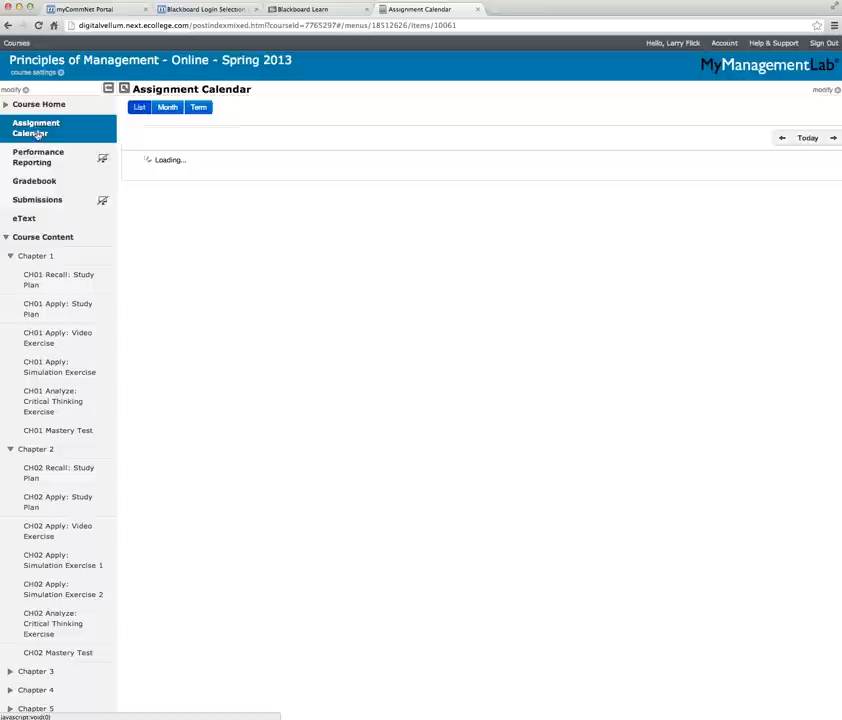 myCommNet Portal
Blackboard Login Selection
Blackboard Learn
Assignment Calendar
digitalvellum.next.ecollege.com/postindexmixed.html?courseId=7765297#/menus/18512626/items/10061
Courses
Hello, Larry Flick
Account
Help & Support
Sign Out
Principles of Management - Online - Spring 2013
course settings
MyManagementLab
modify
Assignment Calendar
modify
List
Month
Term
Today
Loading...
Course Home
Assignment
Calendar
Performance
Reporting
Gradebook
Submissions
eText
Course Content
Chapter 1
CH01 Recall: Study
Plan
CH01 Apply: Study
Plan
CH01 Apply: Video
Exercise
CH01 Apply:
Simulation Exercise
CH01 Analyze:
Critical Thinking
Exercise
CH01 Mastery Test
Chapter 2
CH02 Recall: Study
Plan
CH02 Apply: Study
Plan
CH02 Apply: Video
Exercise
CH02 Apply:
Simulation Exercise 1
CH02 Apply:
Simulation Exercise 2
CH02 Analyze:
Critical Thinking
Exercise
CH02 Mastery Test
Chapter 3
Chapter 4
Chapter 5
javascript:void(0)